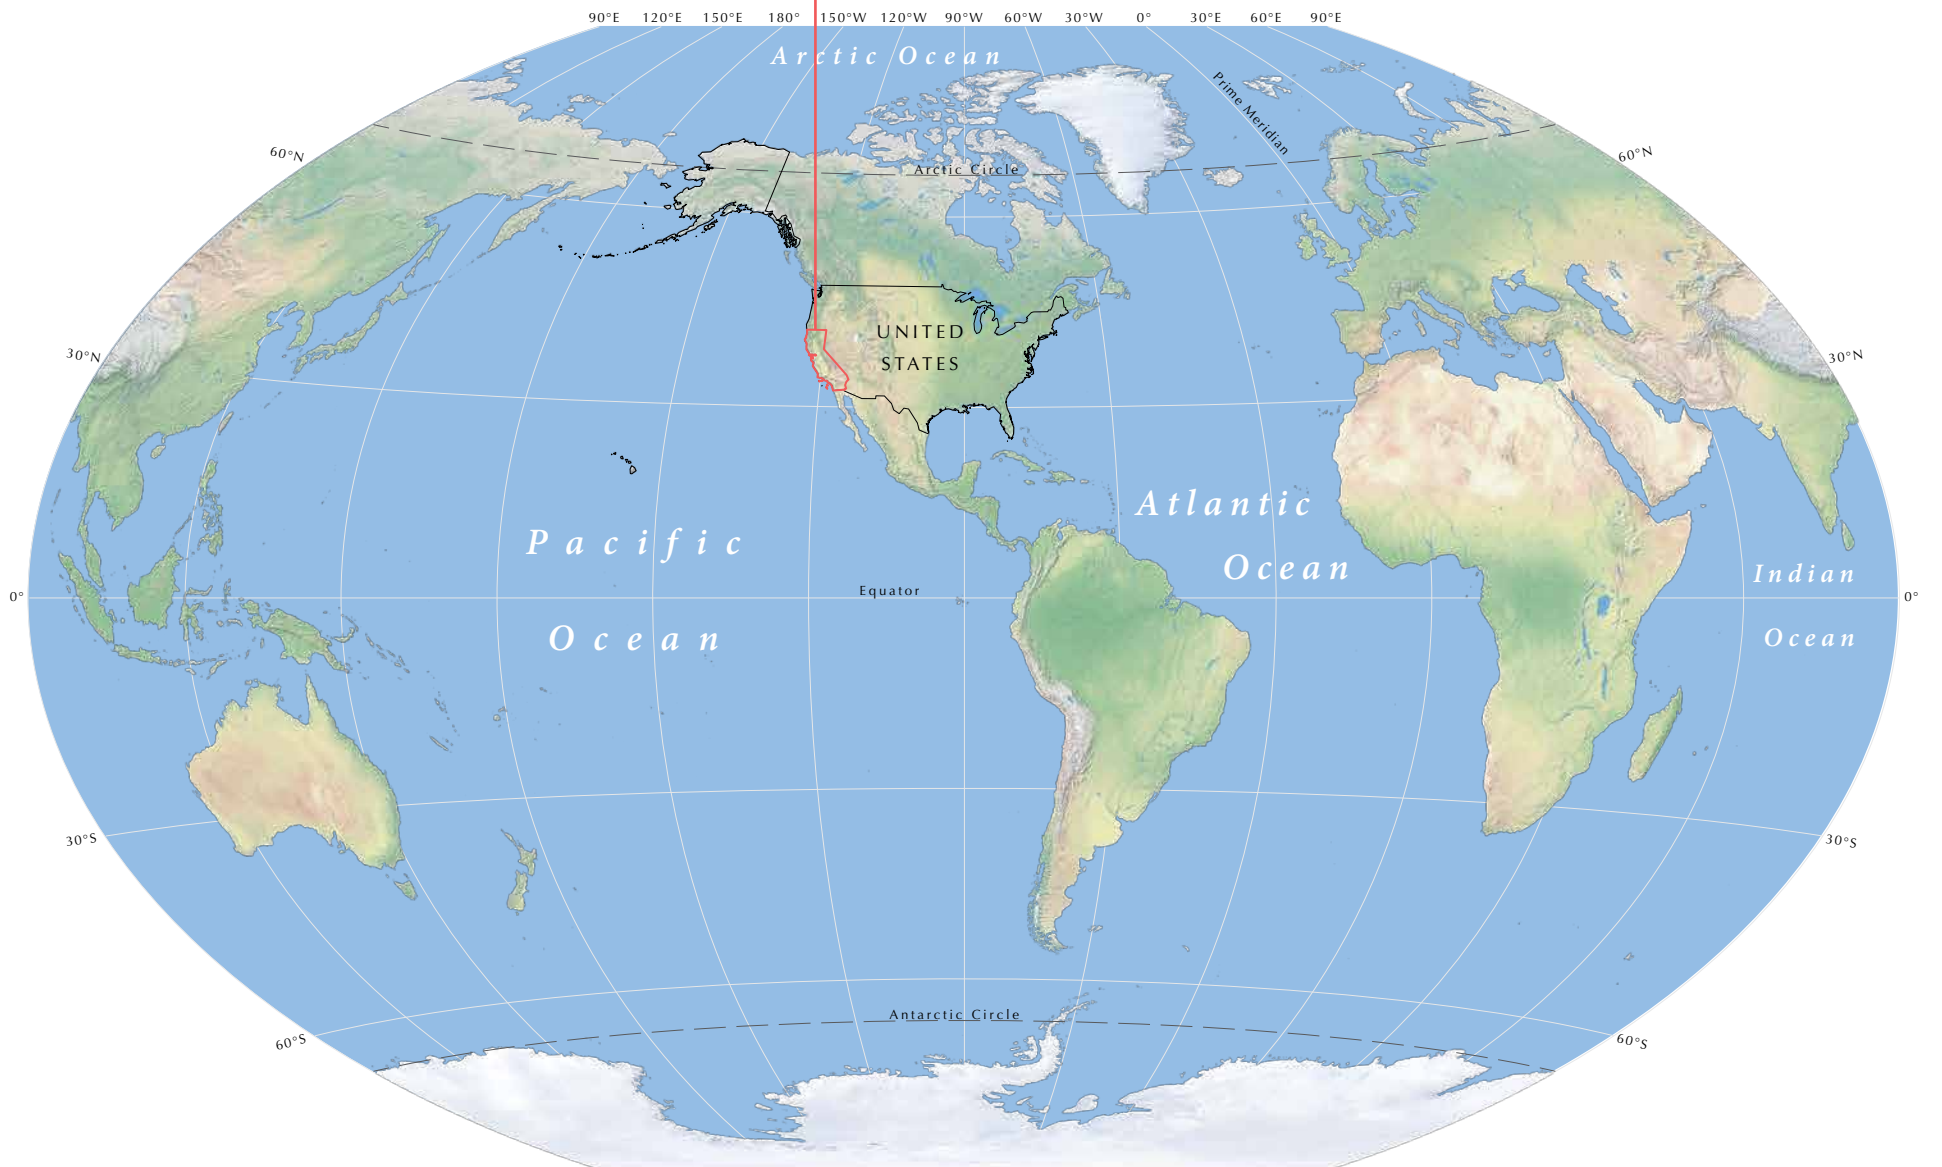 90°E 120°E 150°E 180° 150°W 120°W 90°W 60°W 30°W 0° 30°E 60°E 90°E
Arctic Ocean
Prime Meridian
60°N
60°N
Arctic Circle
UNITED
STATES
30°N
30°N
Atlantic
Ocean
Pacific
Ocean
Indian
Ocean
Equator
0°
0°
30°S
30°S
Antarctic Circle
60°S
60°S